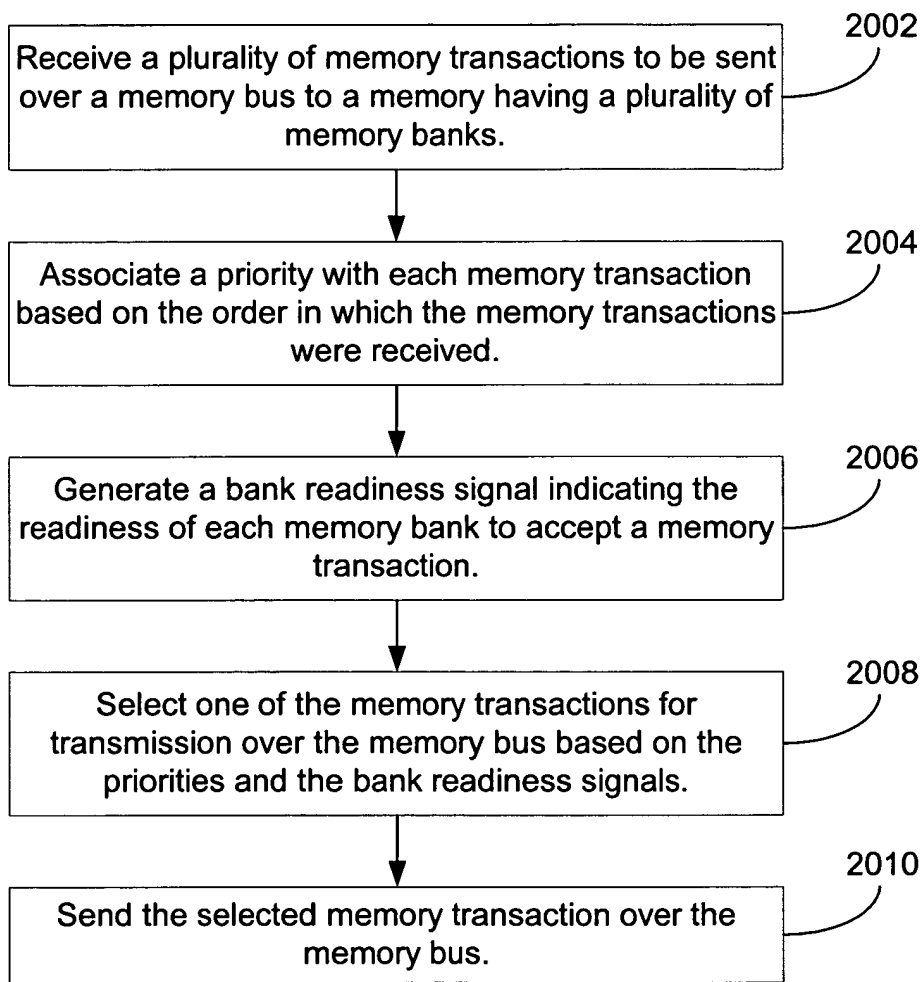 2002
Receive a plurality of memory transactions to be sent
over a memory bus to a memory having a plurality of
memory banks.
2004
Associate a priority with each memory transaction
based on the order in which the memory transactions
were received.
2006
Generate a bank readiness signal indicating the
readiness of each memory bank to accept a memory
transaction.
2008
Select one of the memory transactions for
transmission over the memory bus based on the
priorities and the bank readiness signals.
2010
Send the selected memory transaction over the
memory bus.